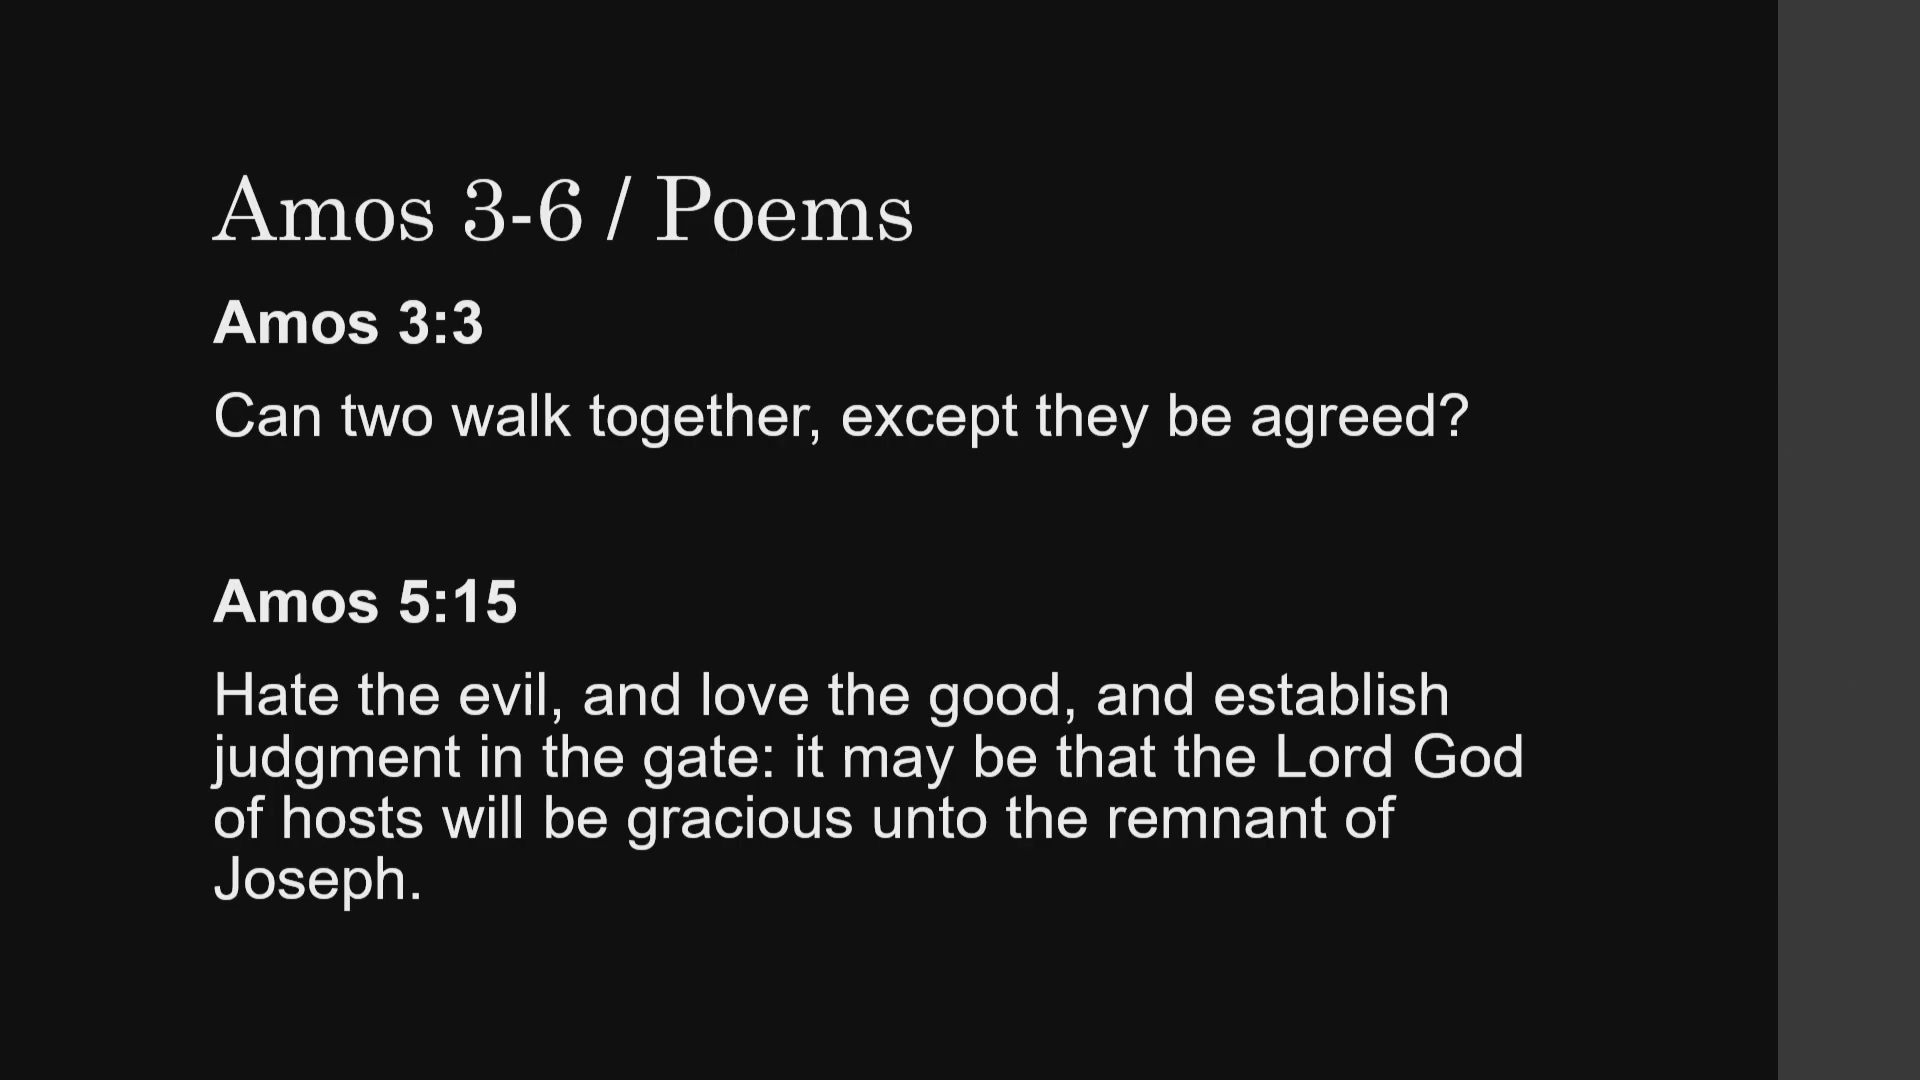 Amos 3-6 / Poems
Amos 3:3
Can two walk together, except they be agreed?
Amos 5:15
Hate the evil, and love the good, and establish
judgment in the gate: it may be that the Lord God
of hosts will be gracious unto the remnant of
Joseph.